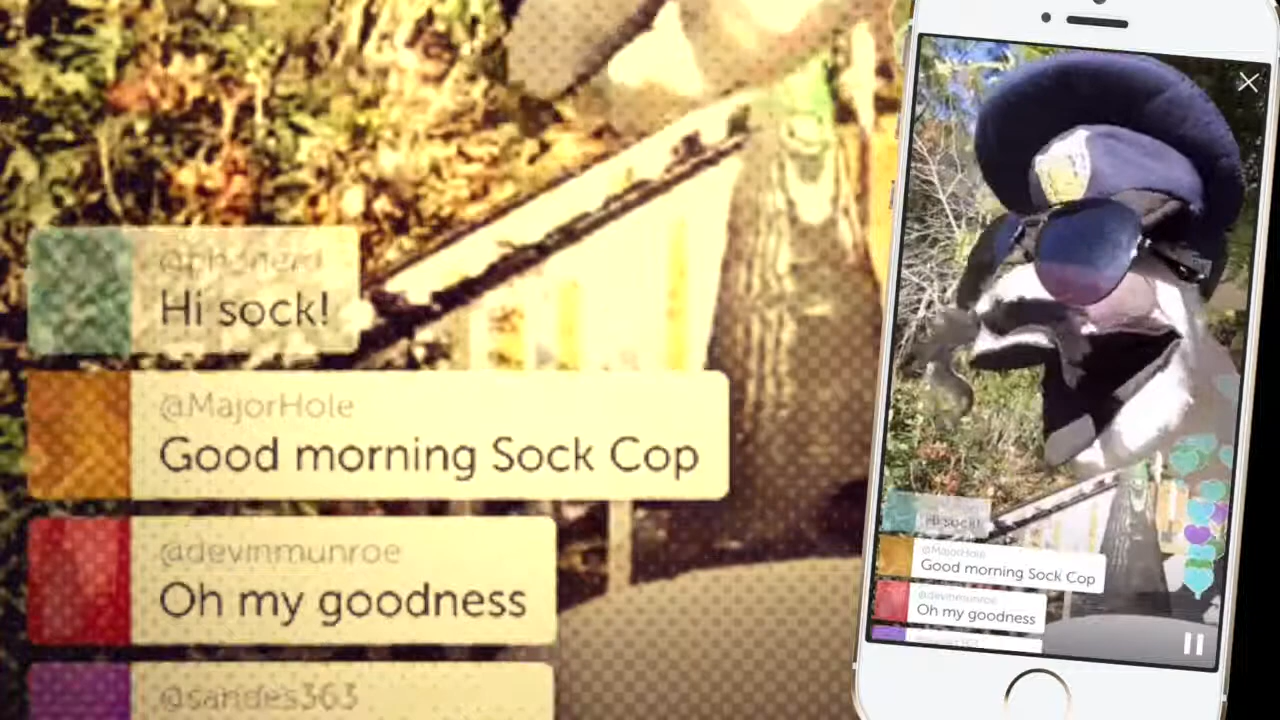 Hi sock!
@MajorHole
Good morning Sock Cop
@devinmunroe
Oh my goodness
@sandes363
Hi sock!
@MajorHole
Good morning Sock Cop
@devinmunroe
Oh my goodness